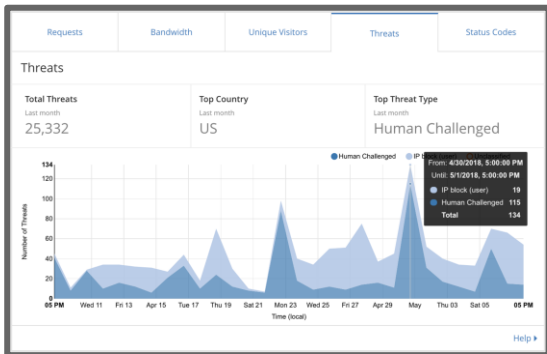 Requests
Bandwidth
Unique Visitors
Threats
Status Codes
Threats
Total Threats
Last month
25,332
Top Country
Last month
US
Top Threat Type
Last month
Human Challenged
Human Challenged
IP block (user)
From: 4/30/2018, 5:00:00 PM
Until: 5/1/2018, 5:00:00 PM
IP block (user) 19
Human Challenged 115
Total 134
Number of Threats
134
120
100
80
60
40
20
0
05 PM Wed 11 Fri 13 Apr 15 Tue 17 Thu 19 Sat 21 Mon 23 Wed 25 Fri 27 Apr 29 May Thu 03 Sat 05 05 PM
Time (local)
Help